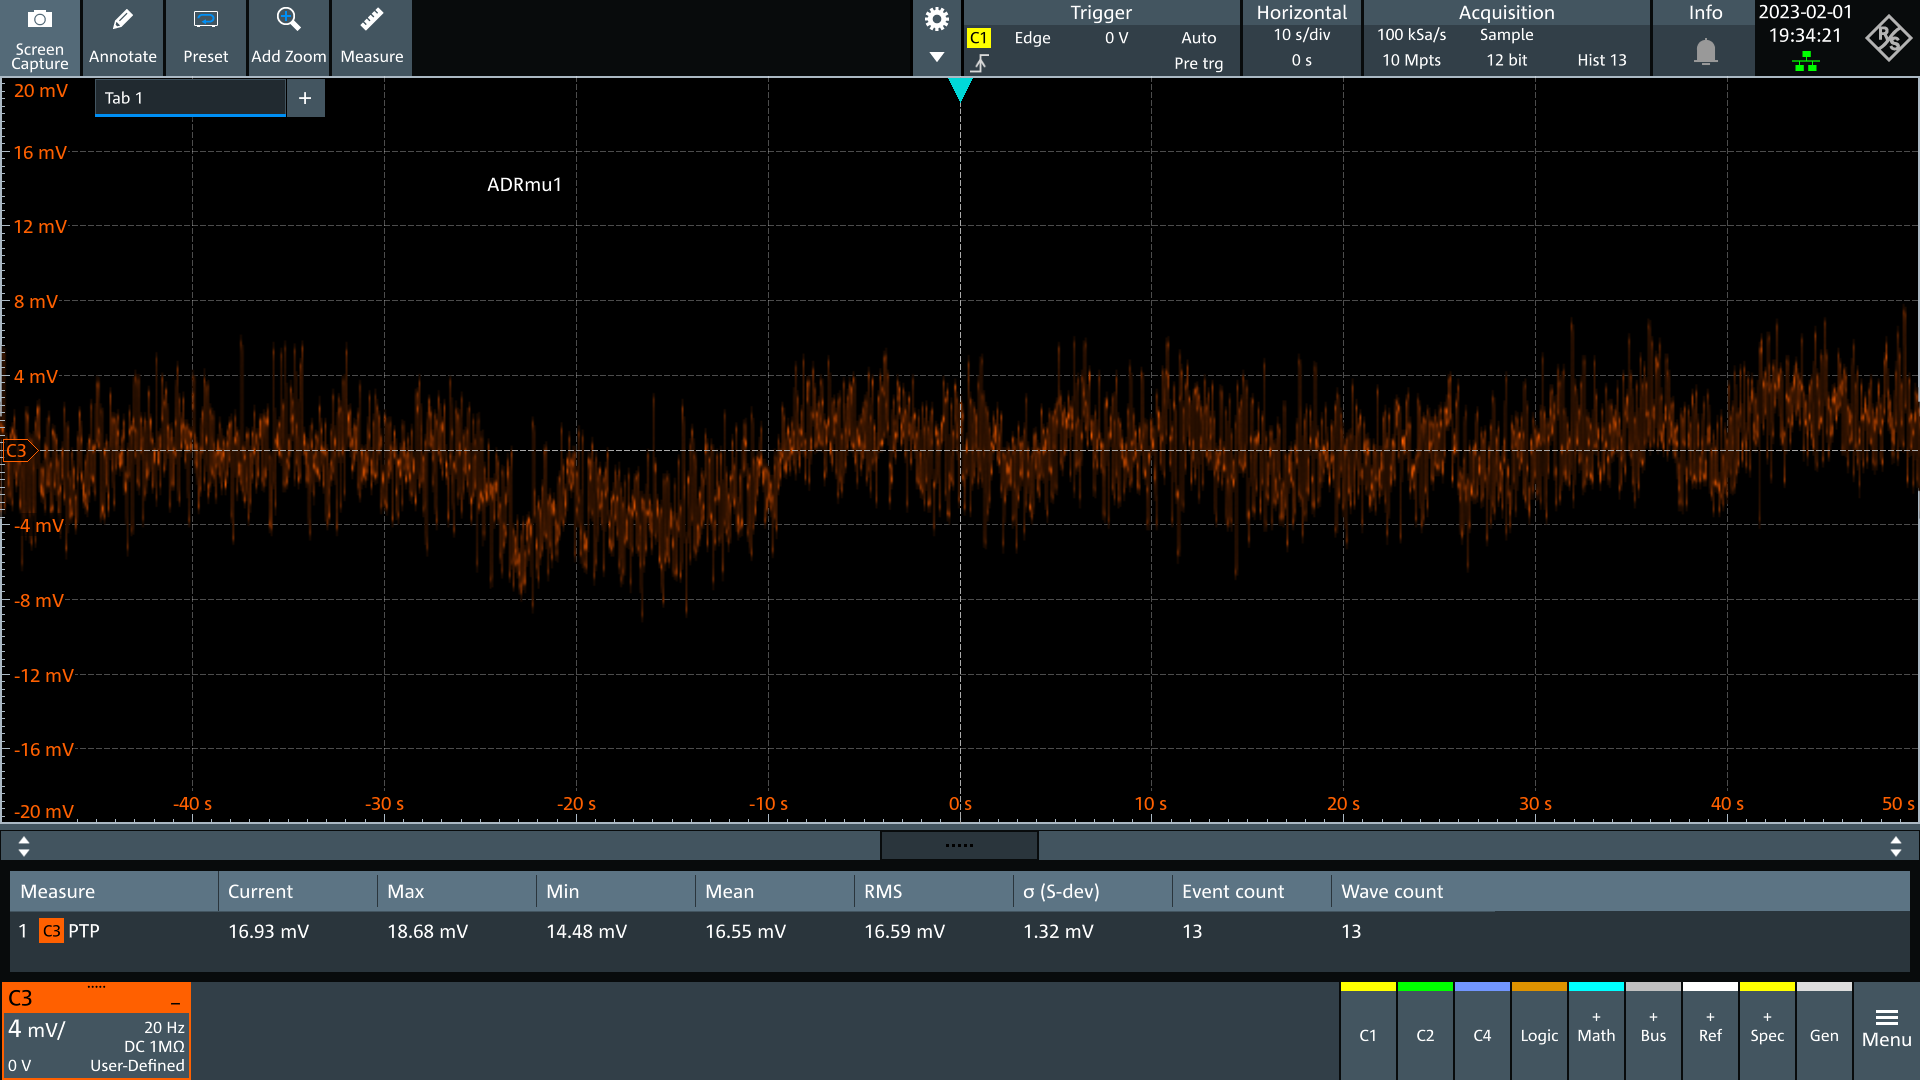 Screen
Capture
Annotate
Preset
Add Zoom
Measure
Trigger
C1 Edge 0 V Auto
Pre trg
Horizontal
10 s/div
0 s
Acquisition
100 kSa/s Sample
10 Mpts 12 bit Hist 13
Info
2023-02-01
19:34:21
R S
Tab 1 +
ADRmu1
20 mV
16 mV
12 mV
8 mV
4 mV
C3
-4 mV
-8 mV
-12 mV
-16 mV
-20 mV
-40 s -30 s -20 s -10 s 0 s 10 s 20 s 30 s 40 s 50 s
Measure Current Max Min Mean RMS σ (S-dev) Event count Wave count
1 C3 PTP 16.93 mV 18.68 mV 14.48 mV 16.55 mV 16.59 mV 1.32 mV 13 13
C3
4 mV/ 20 Hz
DC 1MΩ
0 V User-Defined
C1
C2
C4
Logic
+
Math
+
Bus
+
Ref
+
Spec
Gen
Menu